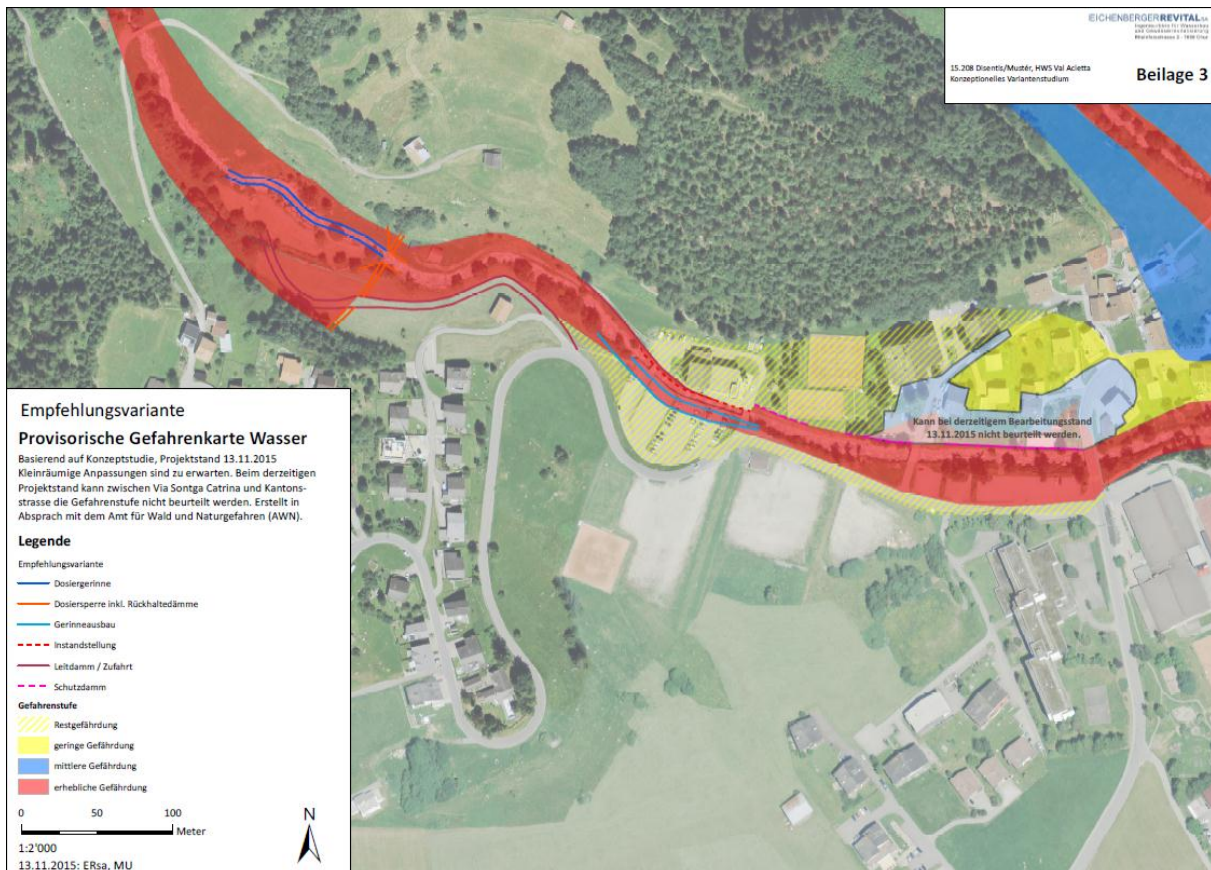 EICHENBERGERREVITALSA
15.208 Disentis/Mustér, HWS Val Acletta
Konzeptionelles Variantenstudium
Beilage 3
Kann bei derzeitigem Bearbeitungsstand
13.11.2015 nicht beurteilt werden.
Empfehlungsvariante
Provisorische Gefahrenkarte Wasser
Basierend auf Konzeptstudie, Projektstand 13.11.2015
Kleinräumige Anpassungen sind zu erwarten. Beim derzeitigen
Projektstand kann zwischen Via Sontga Catrina und Kantons-
strasse die Gefahrenstufe nicht beurteilt werden. Erstellt in
Absprach mit dem Amt für Wald und Naturgefahren (AWN).
Legende
Empfehlungsvariante
Dosiergerinne
Dosiersperre inkl. Rückhaltedämme
Gerinneausbau
Instandstellung
Leitdamm / Zufahrt
Schutzdamm
Gefahrenstufe
Restgefährdung
geringe Gefährdung
mittlere Gefährdung
erhebliche Gefährdung
0 50 100
Meter
N
1:2'000
13.11.2015: ERsa, MU